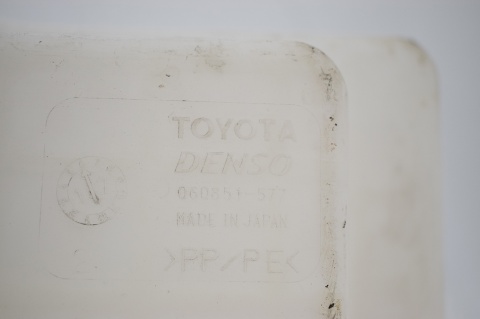 TOYOTA
DENSO
060851-577
MADE IN JAPAN
>PP/PE<